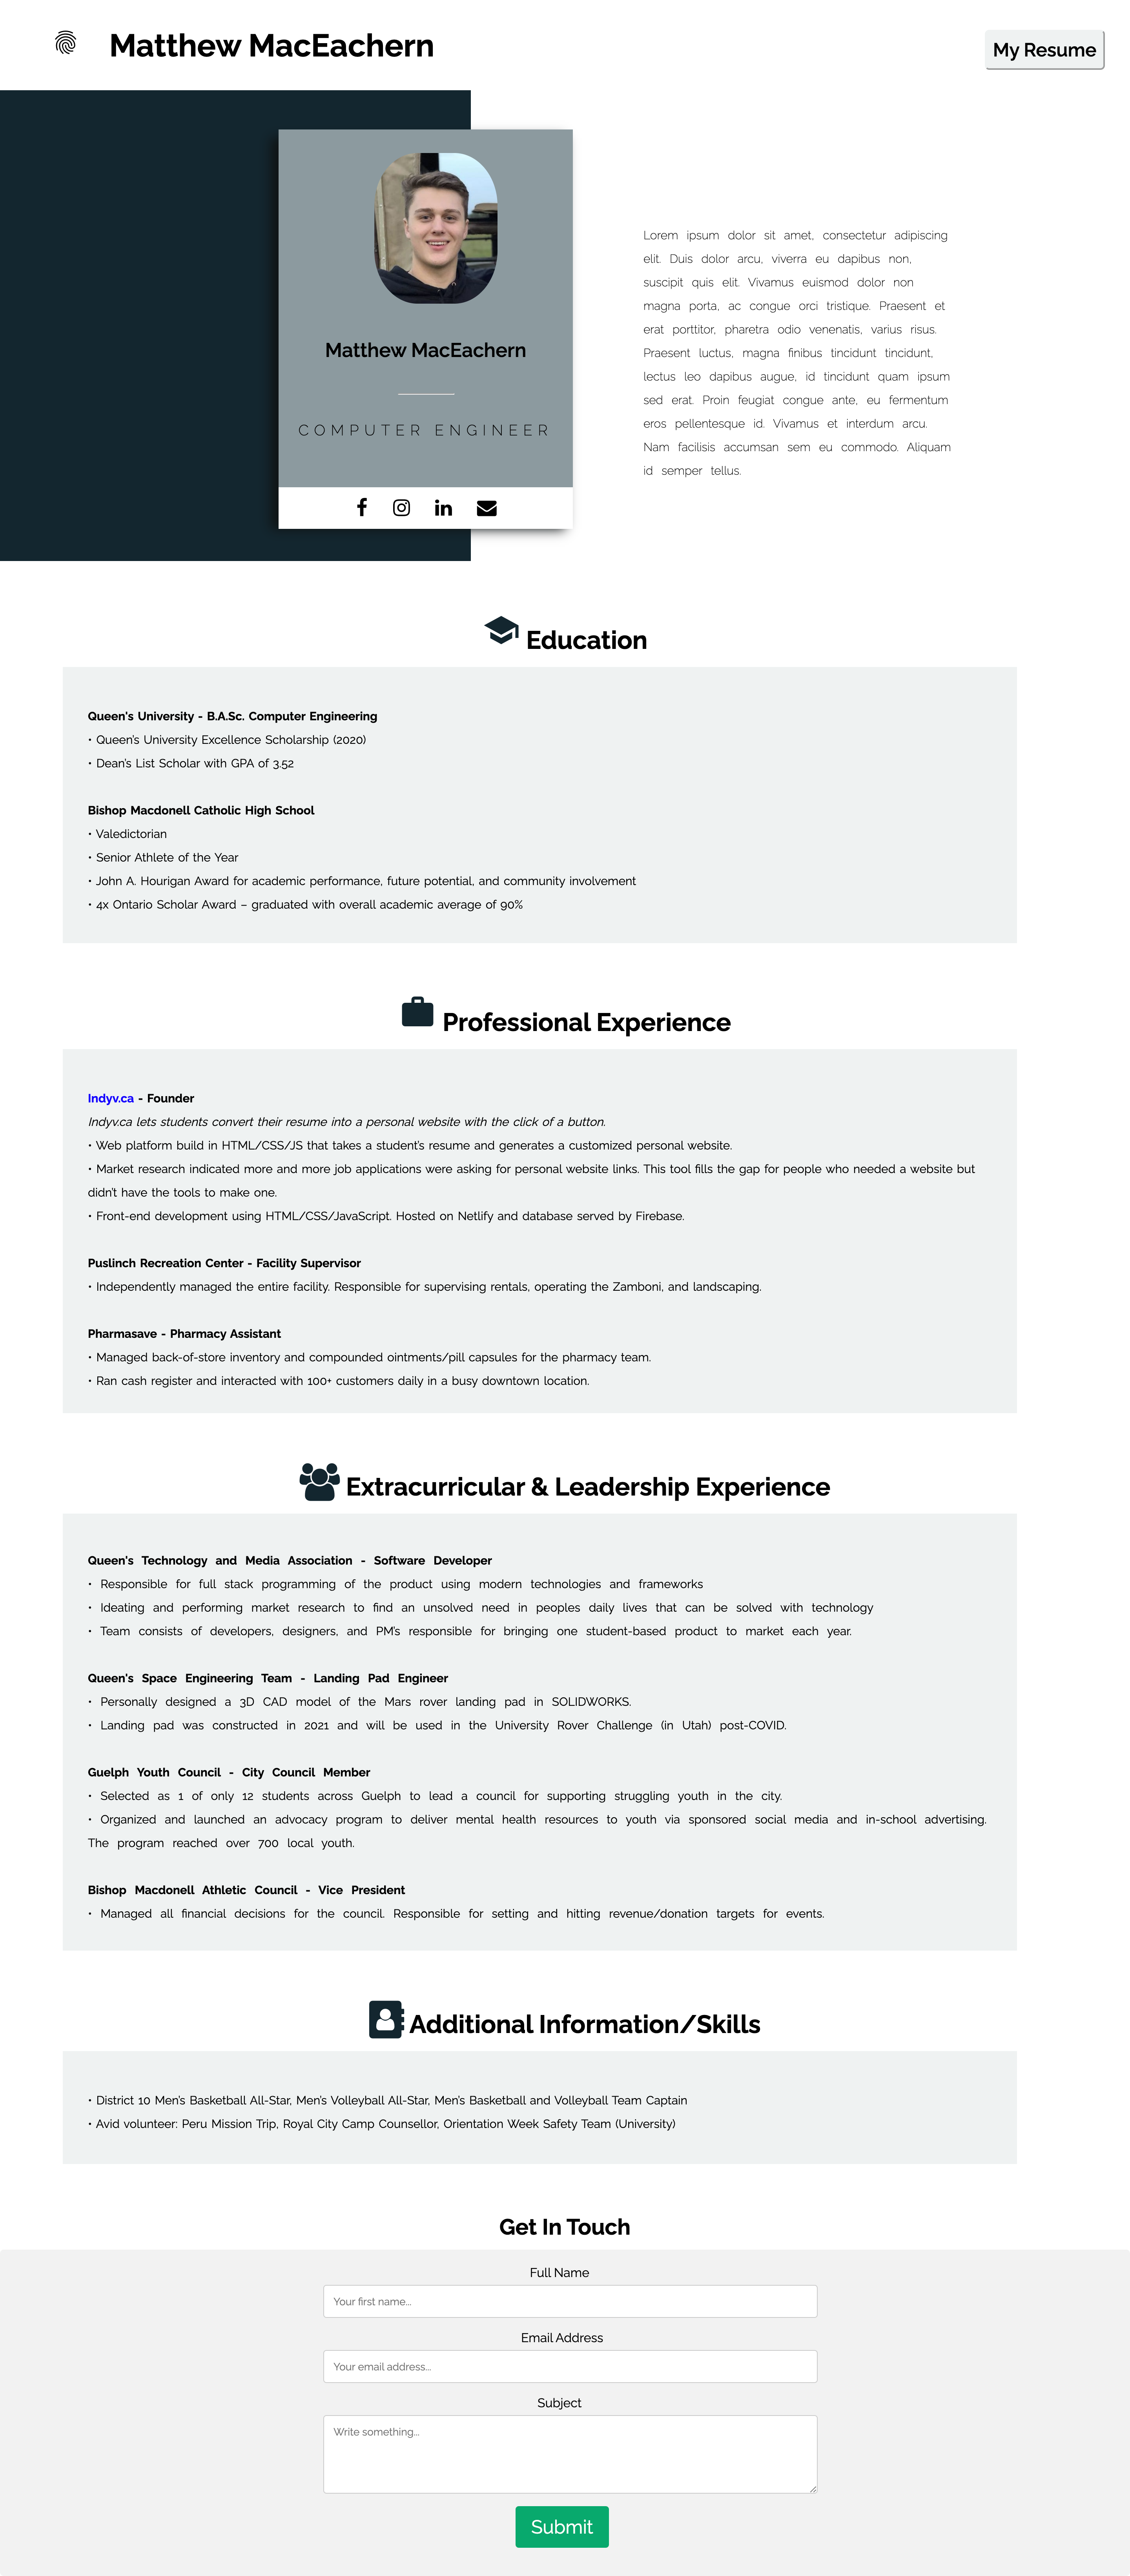 Matthew MacEachern
My Resume
Matthew MacEachern
COMPUTER ENGINEER
Lorem ipsum dolor sit amet, consectetur adipiscing
elit. Duis dolor arcu, viverra eu dapibus non,
suscipit quis elit. Vivamus euismod dolor non
magna porta, ac congue orci tristique. Praesent et
erat porttitor, pharetra odio venenatis, varius risus.
Praesent luctus, magna finibus tincidunt tincidunt,
lectus leo dapibus augue, id tincidunt quam ipsum
sed erat. Proin feugiat congue ante, eu fermentum
eros pellentesque id. Vivamus et interdum arcu.
Nam facilisis accumsan sem eu commodo. Aliquam
id semper tellus.
Education
Queen's University - B.A.Sc. Computer Engineering
• Queen's University Excellence Scholarship (2020)
• Dean's List Scholar with GPA of 3.52
Bishop Macdonell Catholic High School
• Valedictorian
• Senior Athlete of the Year
• John A. Hourigan Award for academic performance, future potential, and community involvement
• 4x Ontario Scholar Award – graduated with overall academic average of 90%
Professional Experience
Indyv.ca - Founder
Indyv.ca lets students convert their resume into a personal website with the click of a button.
• Web platform build in HTML/CSS/JS that takes a student's resume and generates a customized personal website.
• Market research indicated more and more job applications were asking for personal website links. This tool fills the gap for people who needed a website but
didn't have the tools to make one.
• Front-end development using HTML/CSS/JavaScript. Hosted on Netlify and database served by Firebase.
Puslinch Recreation Center - Facility Supervisor
• Independently managed the entire facility. Responsible for supervising rentals, operating the Zamboni, and landscaping.
Pharmasave - Pharmacy Assistant
• Managed back-of-store inventory and compounded ointments/pill capsules for the pharmacy team.
• Ran cash register and interacted with 100+ customers daily in a busy downtown location.
Extracurricular & Leadership Experience
Queen's Technology and Media Association - Software Developer
• Responsible for full stack programming of the product using modern technologies and frameworks
• Ideating and performing market research to find an unsolved need in peoples daily lives that can be solved with technology
• Team consists of developers, designers, and PM's responsible for bringing one student-based product to market each year.
Queen's Space Engineering Team - Landing Pad Engineer
• Personally designed a 3D CAD model of the Mars rover landing pad in SOLIDWORKS.
• Landing pad was constructed in 2021 and will be used in the University Rover Challenge (in Utah) post-COVID.
Guelph Youth Council - City Council Member
• Selected as 1 of only 12 students across Guelph to lead a council for supporting struggling youth in the city.
• Organized and launched an advocacy program to deliver mental health resources to youth via sponsored social media and in-school advertising.
The program reached over 700 local youth.
Bishop Macdonell Athletic Council - Vice President
• Managed all financial decisions for the council. Responsible for setting and hitting revenue/donation targets for events.
Additional Information/Skills
• District 10 Men's Basketball All-Star, Men's Volleyball All-Star, Men's Basketball and Volleyball Team Captain
• Avid volunteer: Peru Mission Trip, Royal City Camp Counsellor, Orientation Week Safety Team (University)
Get In Touch
Full Name
Your first name...
Email Address
Your email address...
Subject
Write something...
Submit